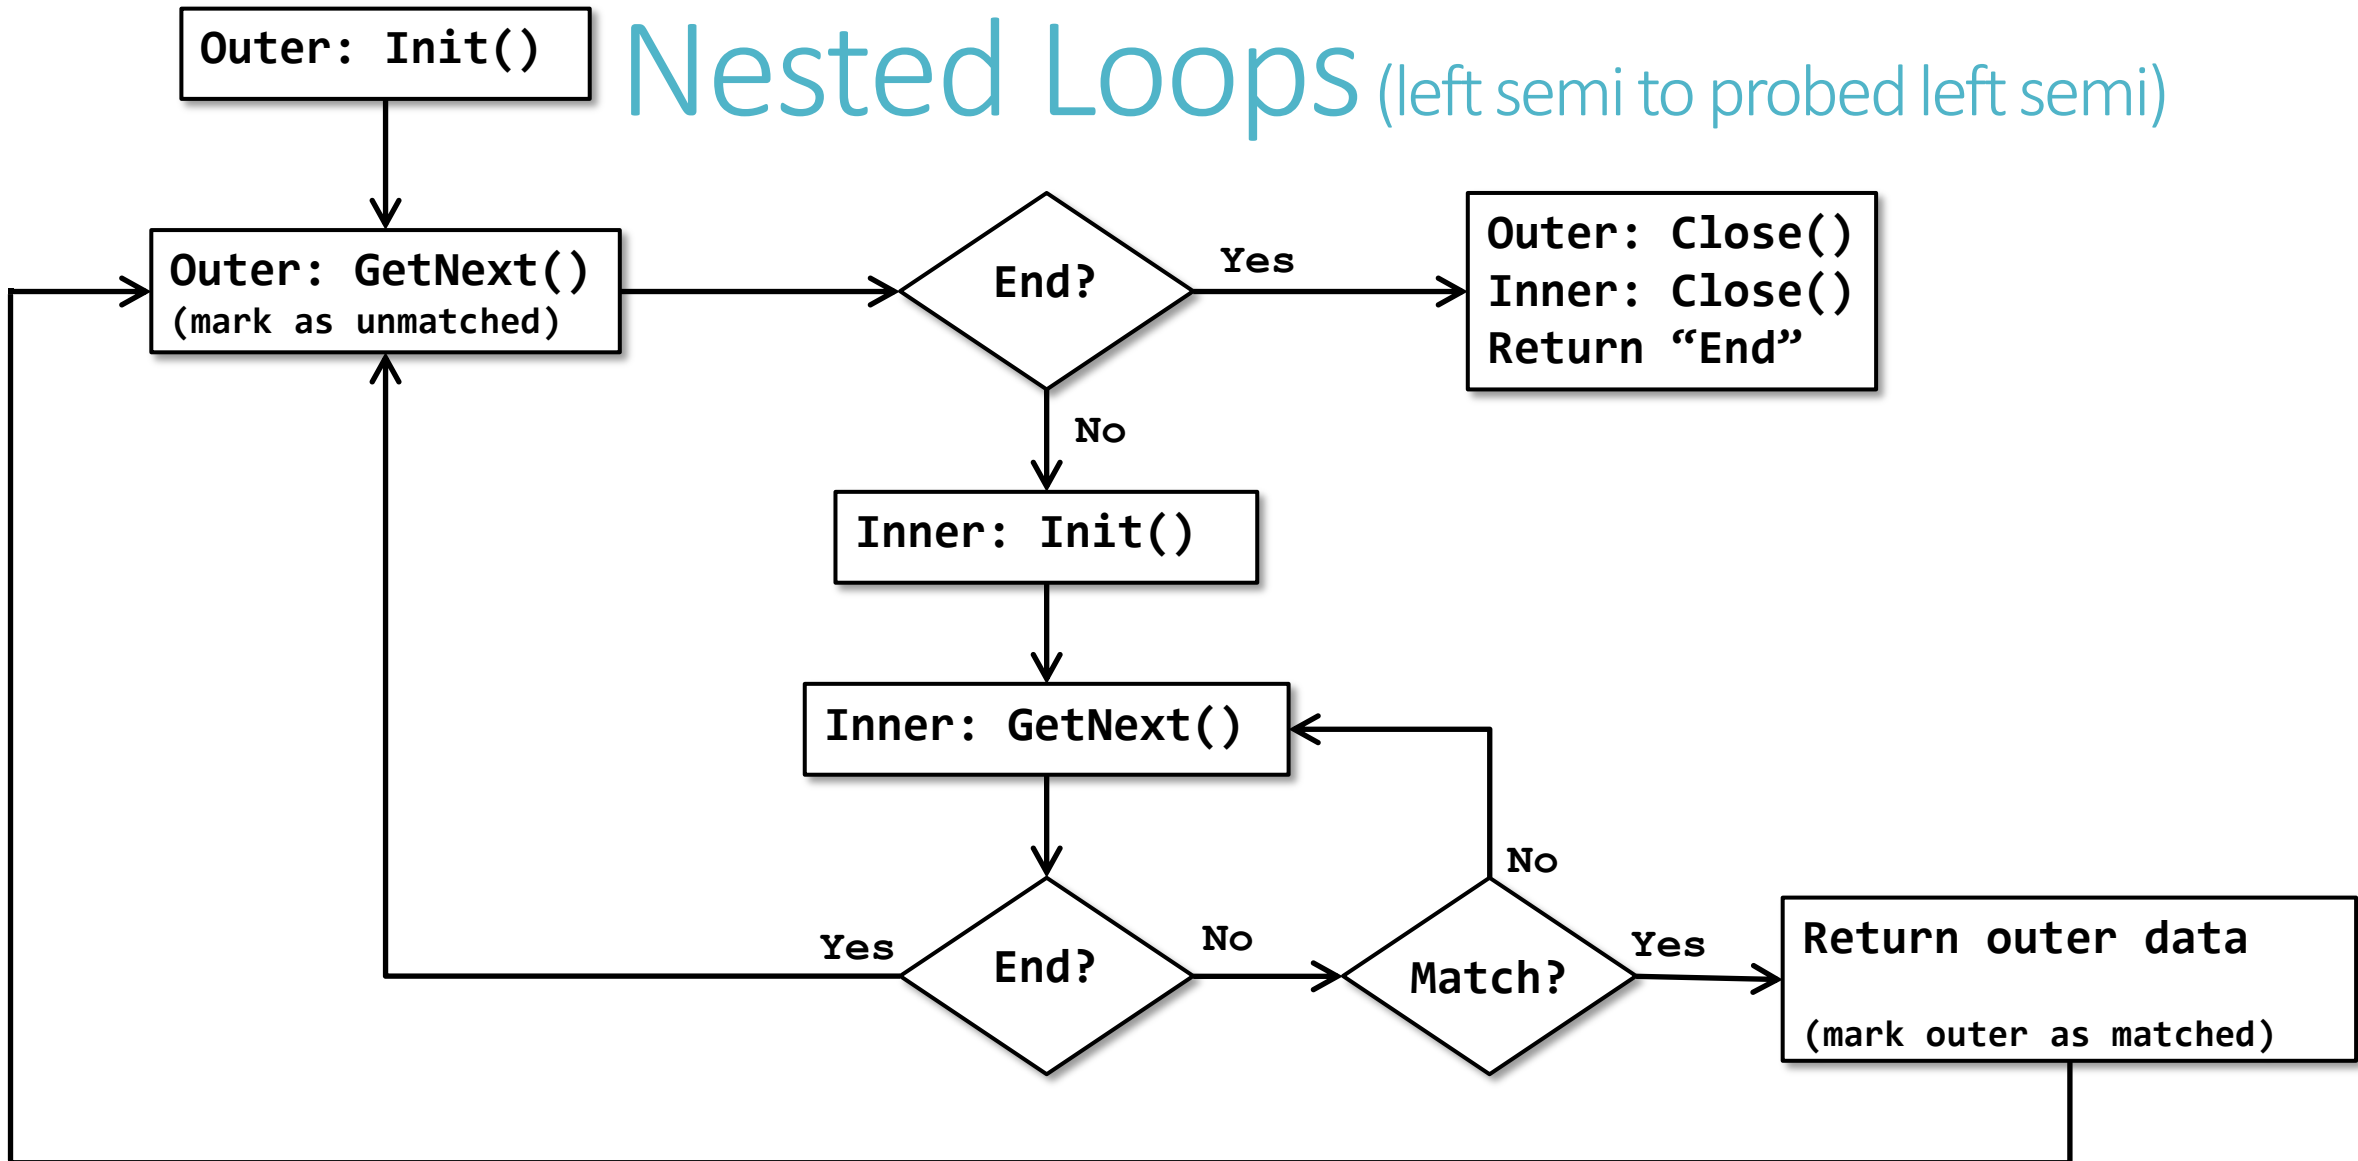 Nested Loops (left semi to probed left semi)
Outer: Init()
Outer: GetNext()
(mark as unmatched)
End?
Yes
Outer: Close()
Inner: Close()
Return “End”
No
Inner: Init()
Inner: GetNext()
End?
Yes
No
Match?
No
Yes
Return outer data
(mark outer as matched)